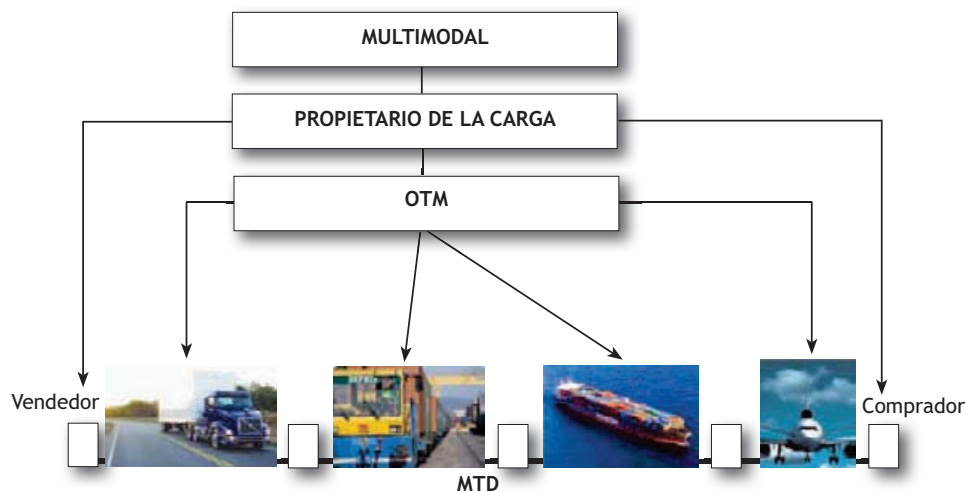 MULTIMODAL
PROPIETARIO DE LA CARGA
OTM
Vendedor
Comprador
MTD